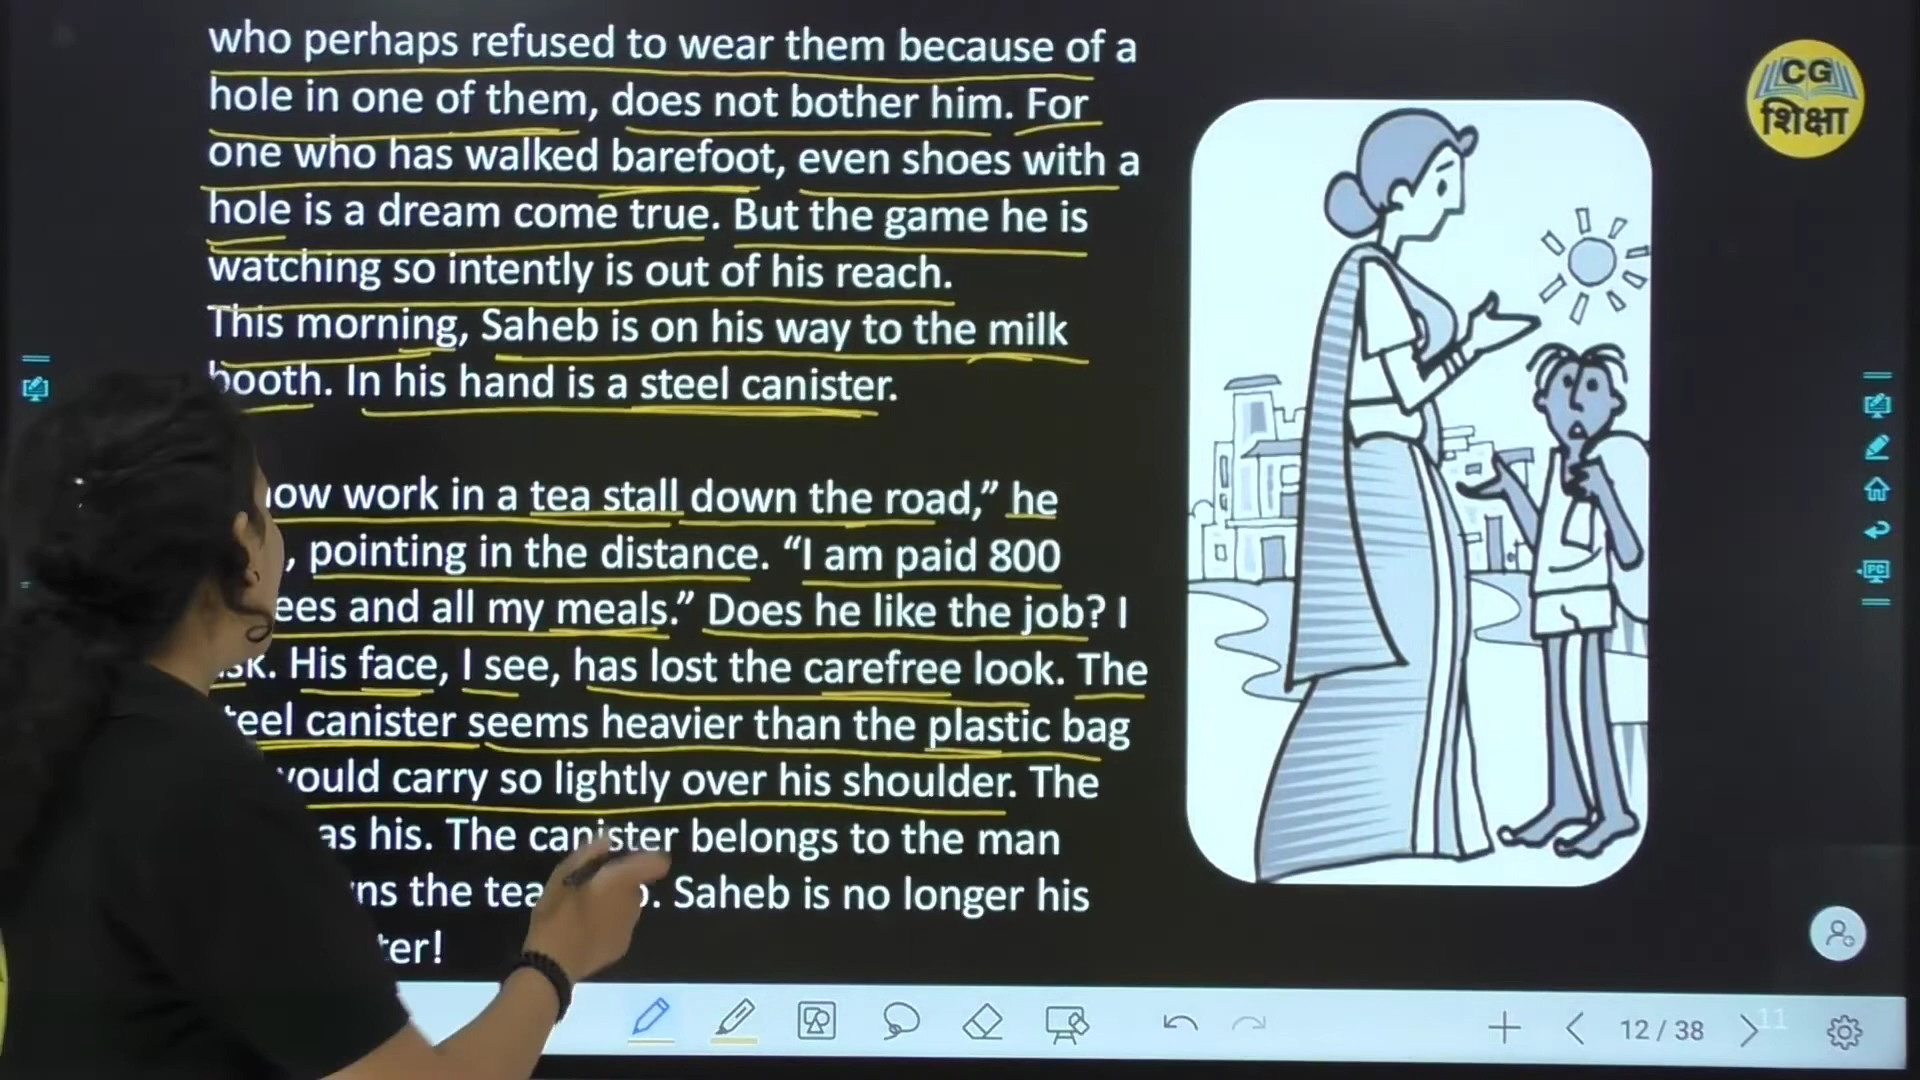 who perhaps refused to wear them because of a
hole in one of them, does not bother him. For
one who has walked barefoot, even shoes with a
hole is a dream come true. But the game he is
watching so intently is out of his reach.
This morning, Saheb is on his way to the milk
booth. In his hand is a steel canister.
now work in a tea stall down the road,” he
, pointing in the distance. “I am paid 800
ees and all my meals.” Does he like the job? I
sk. His face, I see, has lost the carefree look. The
teel canister seems heavier than the plastic bag
would carry so lightly over his shoulder. The
as his. The canister belongs to the man
ns the tea . Saheb is no longer his
ter!
CG
शिक्षा
PC
12 / 38
11